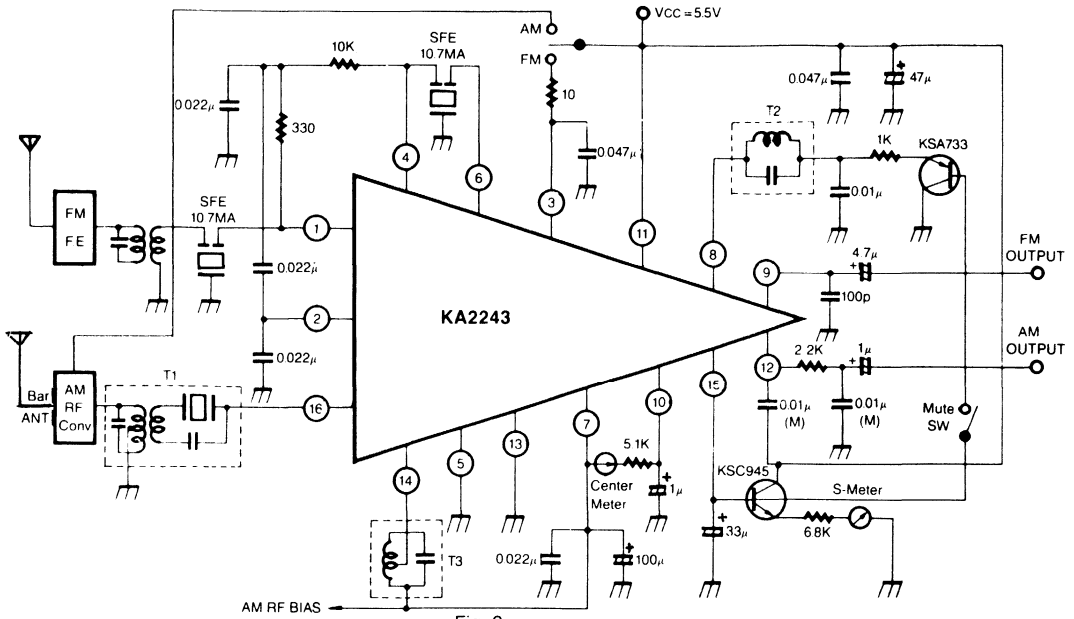 AM
VCC = 5.5V
FM
10K
SFE
10.7MA
0.022μ
330
10
0.047μ
0.047μ
47μ
T2
1K
KSA733
0.01μ
4
6
3
11
8
SFE
10.7MA
FM
FE
1
0.022μ
2
0.022μ
KA2243
9
4.7μ
100p
FM
OUTPUT
AM
OUTPUT
12
2 2K
1μ
0.01μ
(M)
0.01μ
(M)
Mute
SW
Bar
ANT
AM
RF
Conv
T1
16
15
10
7
13
5
14
5 1K
Center
Meter
1μ
KSC945
S-Meter
33μ
68K
T3
0.022μ
100μ
AM RF BIAS